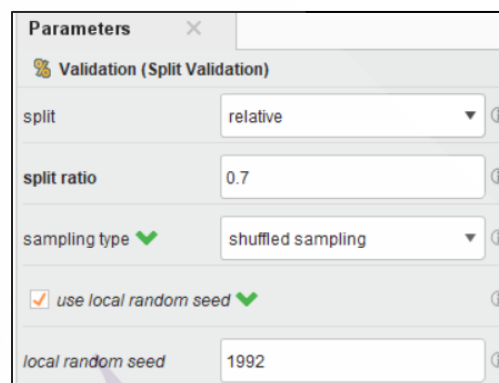 Parameters
Validation (Split Validation)
split relative
split ratio 0.7
sampling type shuffled sampling
use local random seed
local random seed 1992